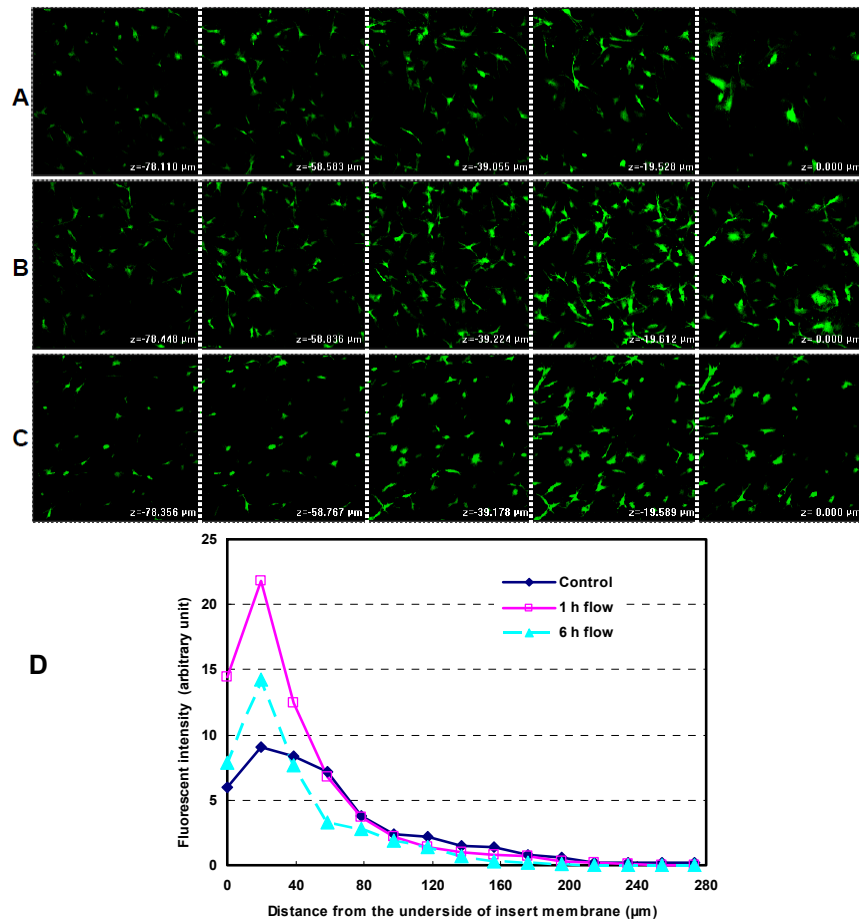 A
z=-78.110 µm
z=-58.583 µm
z=-39.055 µm
z=-19.528 µm
z=0.000 µm
B
z=-78.448 µm
z=-58.836 µm
z=-39.224 µm
z=-19.612 µm
z=0.000 µm
C
z=-78.356 µm
z=-58.767 µm
z=-39.178 µm
z=-19.589 µm
z=0.000 µm
D
Fluorescent intensity (arbitrary unit)
25
20
15
10
5
0
Control
1 h flow
6 h flow
0 40 80 120 160 200 240 280
Distance from the underside of insert membrane (µm)